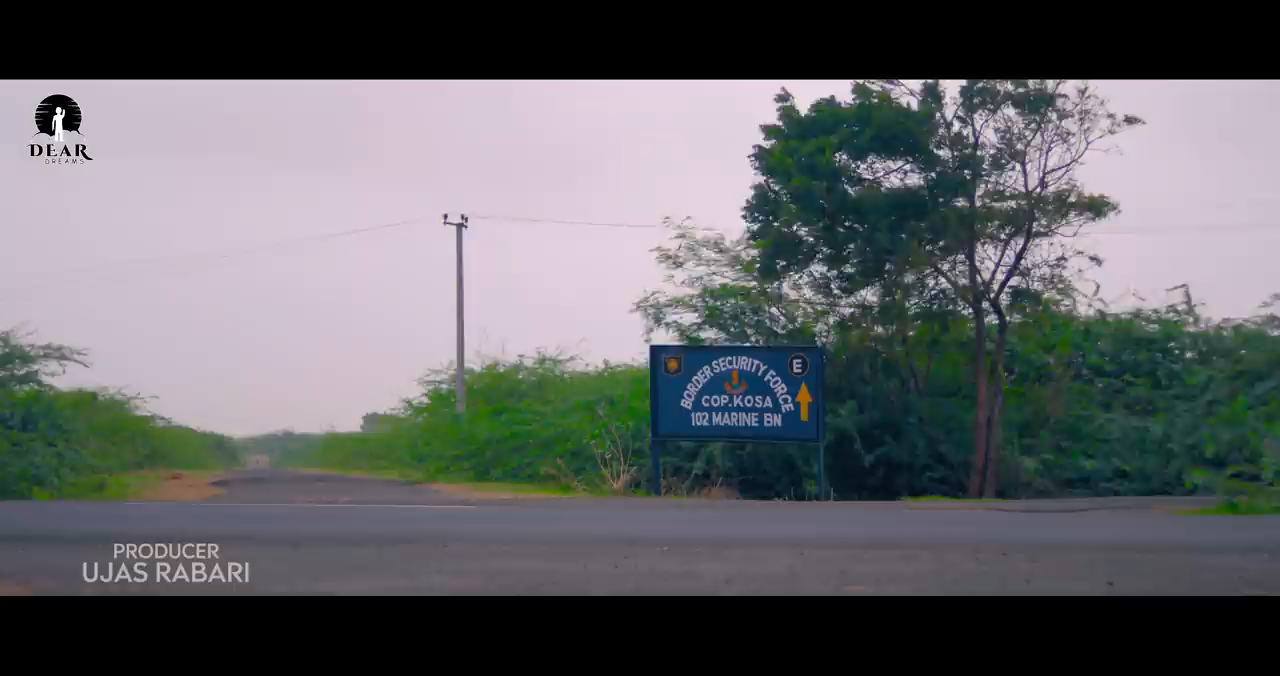 DEAR
DREAMS
BORDER SECURITY FORCE
E
COP.KOSA
102 MARINE BN
PRODUCER
UJAS RABARI